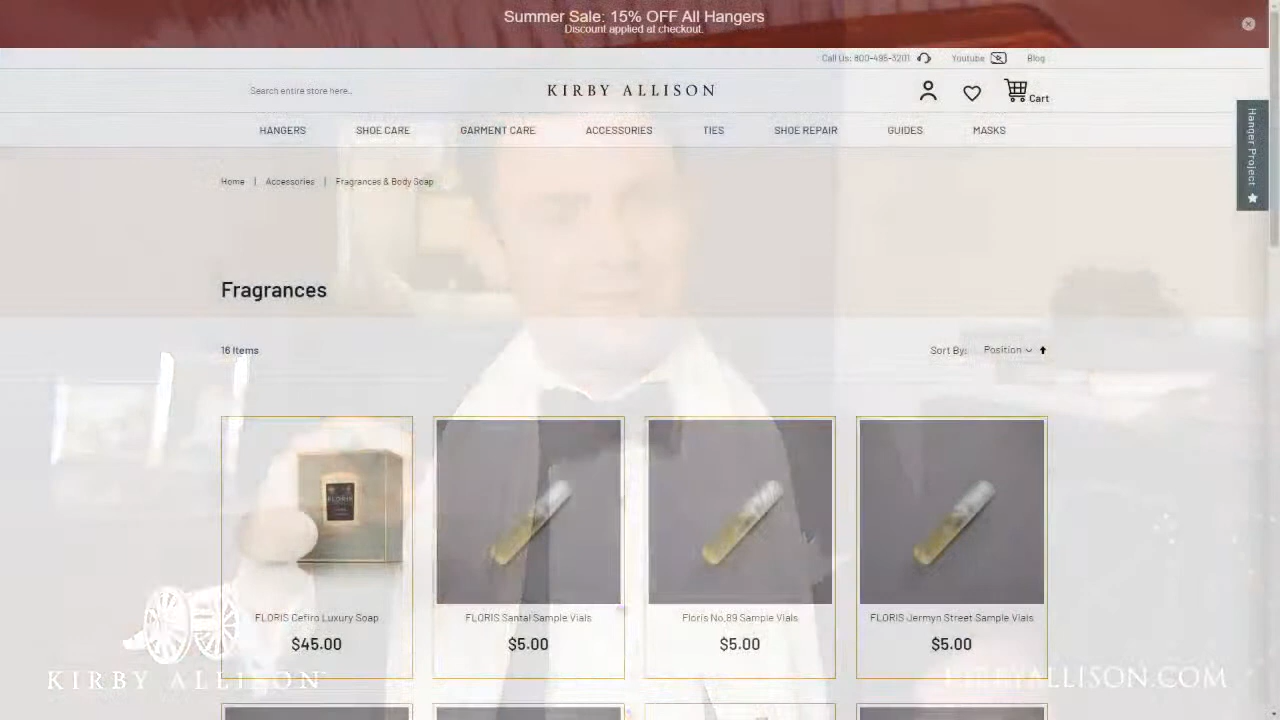 Summer Sale: 15% OFF All Hangers
Discount applied at checkout.
Call Us: 800-495-3201
Youtube
Blog
Search entire store here..
KIRBY ALLISON
Cart
HANGERS
SHOE CARE
GARMENT CARE
ACCESSORIES
TIES
SHOE REPAIR
GUIDES
MASKS
Hanger Project
Home | Accessories | Fragrances & Body Soap
Fragrances
16 Items
Sort By: Position
FLORIS
FLORIS Cefiro Luxury Soap
$45.00
FLORIS Santal Sample Vials
$5.00
Floris No.89 Sample Vials
$5.00
FLORIS Jermyn Street Sample Vials
$5.00
KIRBY ALLISON
KIRBYALLISON.COM